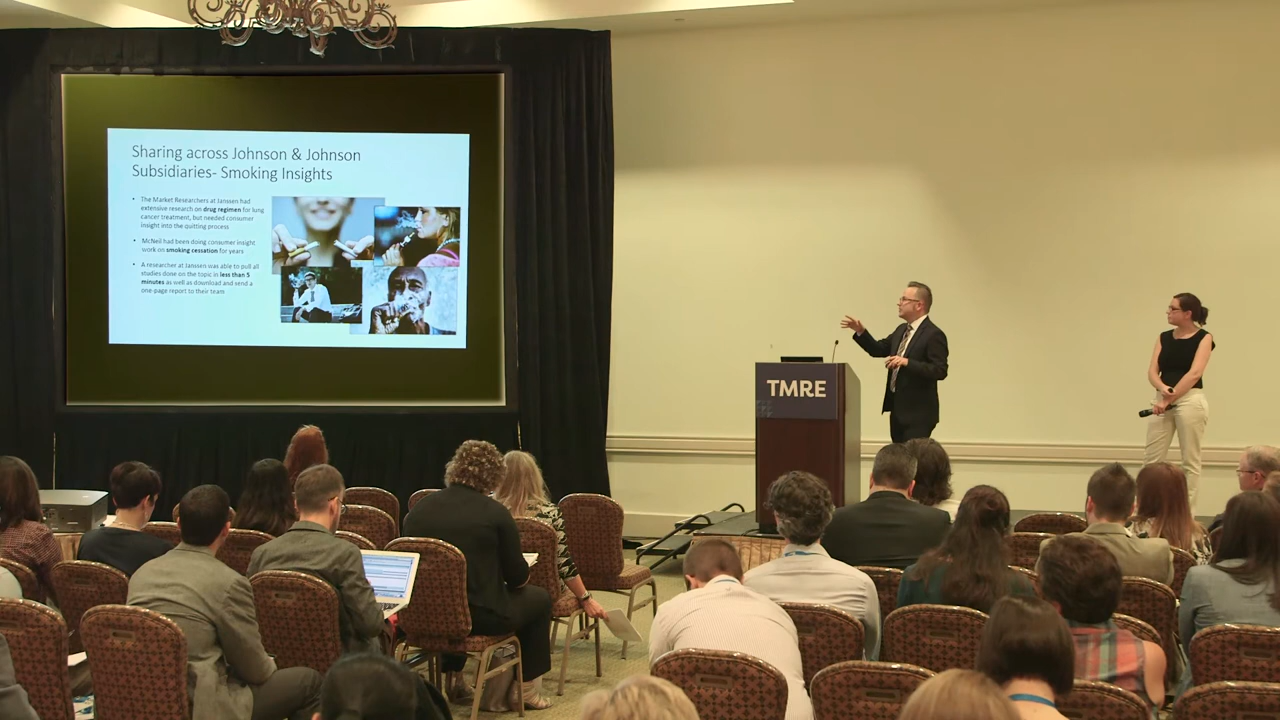 Sharing across Johnson & Johnson
Subsidiaries- Smoking Insights
• The Market Researchers at Janssen had
extensive research on drug regimen for lung
cancer treatment, but needed consumer
insight into the quitting process
• McNeil had been doing consumer insight
work on smoking cessation for years
• A researcher at Janssen was able to pull all
studies done on the topic in less than 5
minutes as well as download and send a
one-page report to their team
TMRE